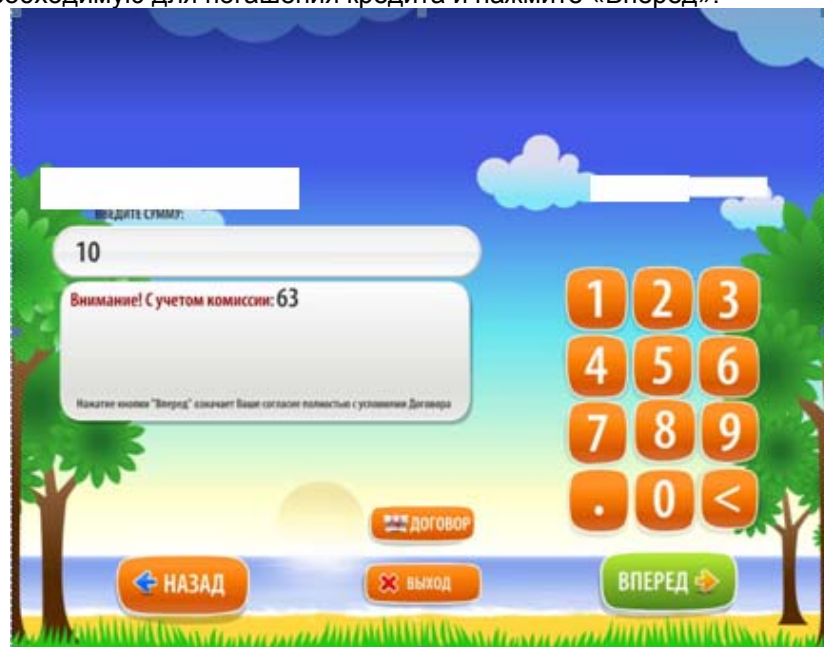 необходимую для погашения кредита и нажмите «Вперед».
ВВЕДИТЕ СУММУ:
10
Внимание! С учетом комиссии: 63
Нажатие кнопки "Вперед" означает Ваше согласие полностью с условиями Договора
1 2 3
4 5 6
7 8 9
. 0 <
ДОГОВОР
НАЗАД
ВЫХОД
ВПЕРЕД